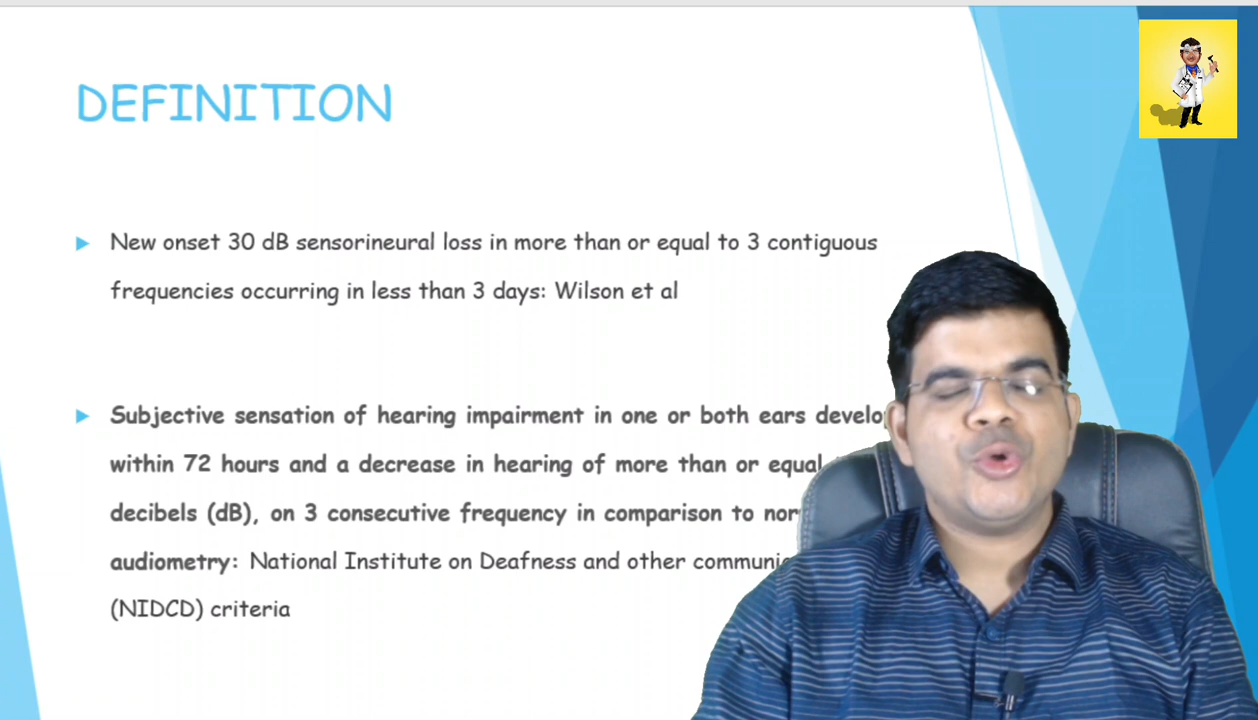 DEFINITION
New onset 30 dB sensorineural loss in more than or equal to 3 contiguous
frequencies occurring in less than 3 days: Wilson et al
Subjective sensation of hearing impairment in one or both ears
within 72 hours and a decrease in hearing of more than or equal
decibels (dB), on 3 consecutive frequency in comparison to
audiometry: National Institute on Deafness and other
(NIDCD) criteria